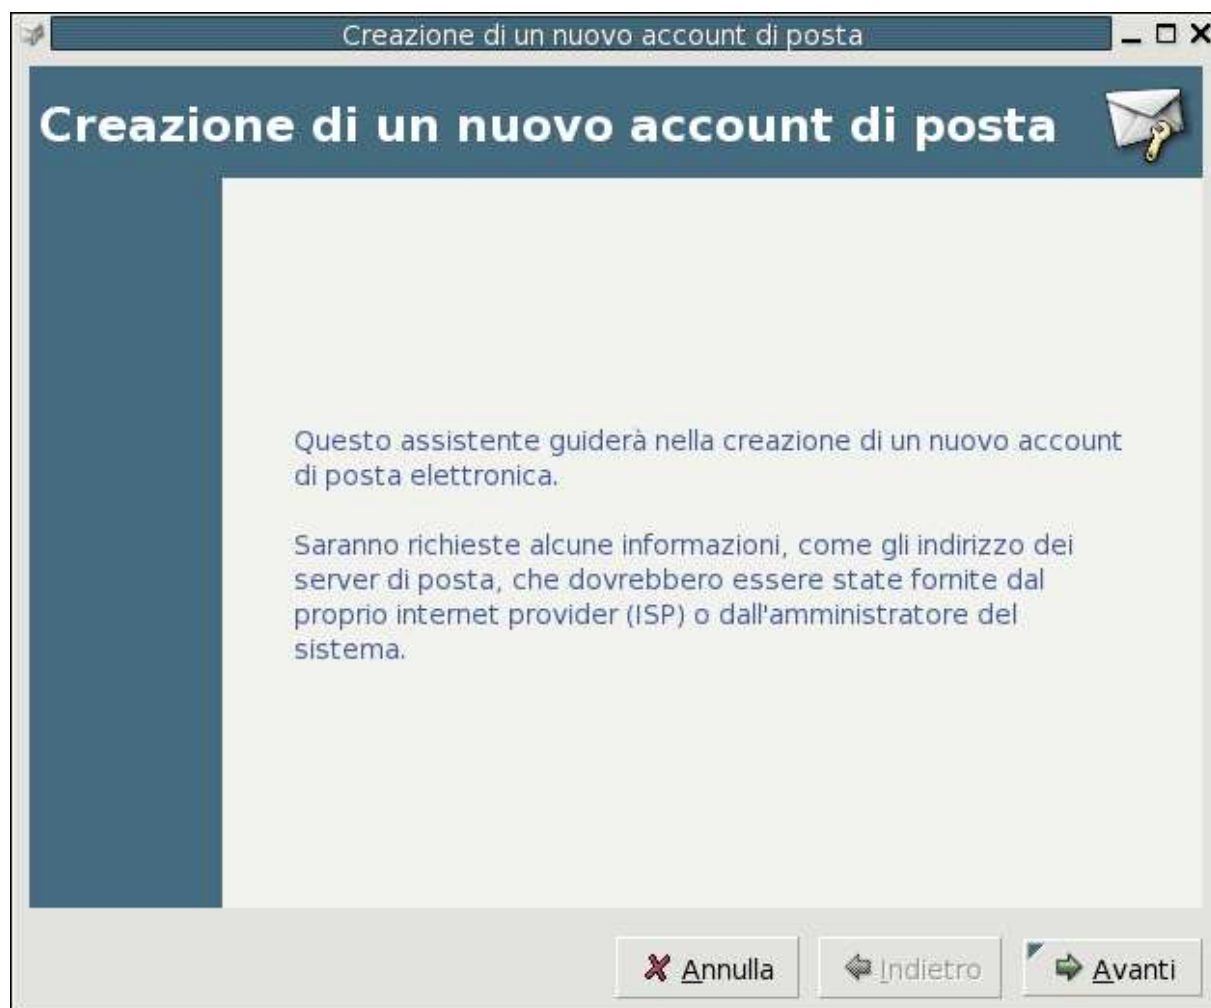 Creazione di un nuovo account di posta
Creazione di un nuovo account di posta
Questo assistente guiderà nella creazione di un nuovo account
di posta elettronica.
Saranno richieste alcune informazioni, come gli indirizzo dei
server di posta, che dovrebbero essere state fornite dal
proprio internet provider (ISP) o dall'amministratore del
sistema.
Annulla
Indietro
Avanti